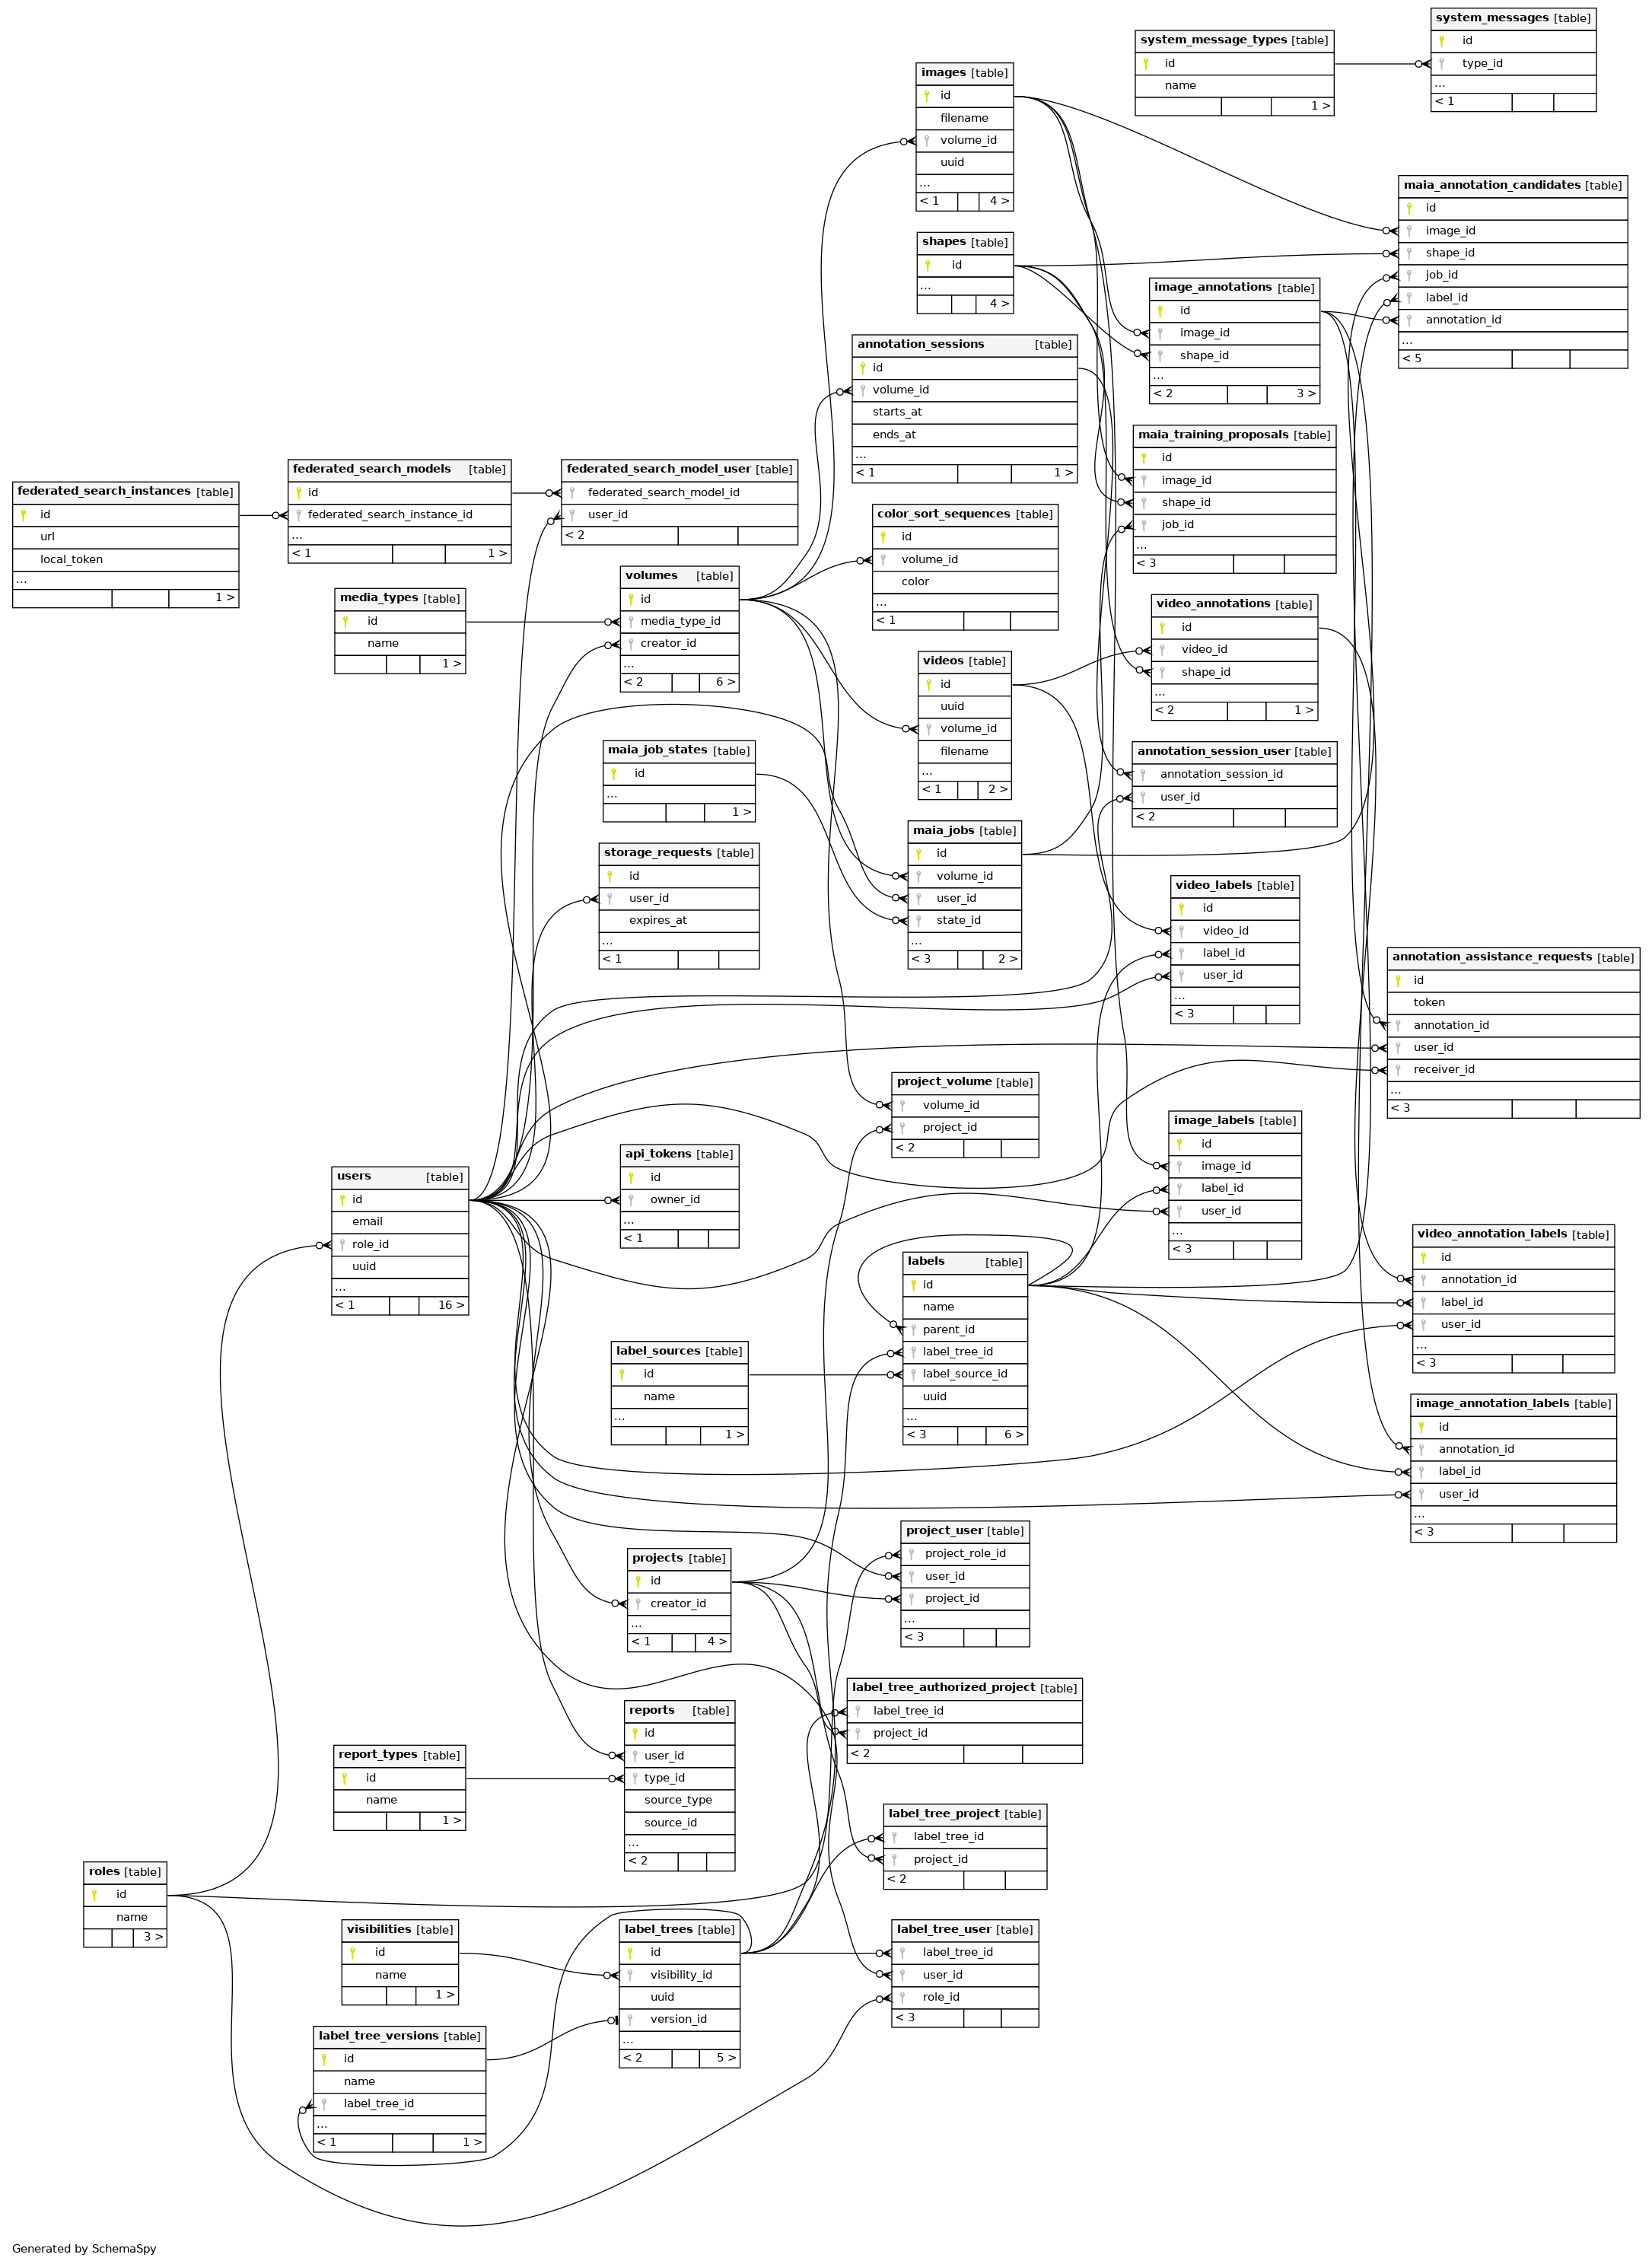 system_messages [table]
id
type_id
...
< 1
system_message_types [table]
id
name
1 >
images [table]
id
filename
volume_id
uuid
...
< 1 4 >
maia_annotation_candidates [table]
id
image_id
shape_id
job_id
label_id
annotation_id
...
< 5
shapes [table]
id
...
4 >
image_annotations [table]
id
image_id
shape_id
...
< 2 3 >
annotation_sessions [table]
id
volume_id
starts_at
ends_at
...
< 1 1 >
maia_training_proposals [table]
id
image_id
shape_id
job_id
...
< 3
federated_search_instances [table]
id
url
local_token
...
1 >
federated_search_models [table]
id
federated_search_instance_id
...
< 1 1 >
federated_search_model_user [table]
federated_search_model_id
user_id
< 2
color_sort_sequences [table]
id
volume_id
color
...
< 1
volumes [table]
id
media_type_id
creator_id
...
< 2 6 >
media_types [table]
id
name
1 >
video_annotations [table]
id
video_id
shape_id
...
< 2 1 >
videos [table]
id
uuid
volume_id
filename
...
< 1 2 >
maia_job_states [table]
id
...
1 >
annotation_session_user [table]
annotation_session_id
user_id
< 2
maia_jobs [table]
id
volume_id
user_id
state_id
...
< 3 2 >
storage_requests [table]
id
user_id
expires_at
...
< 1
video_labels [table]
id
video_id
label_id
user_id
...
< 3
annotation_assistance_requests [table]
id
token
annotation_id
user_id
receiver_id
...
< 3
project_volume [table]
volume_id
project_id
< 2
image_labels [table]
id
image_id
label_id
user_id
...
< 3
api_tokens [table]
id
owner_id
...
< 1
users [table]
id
email
role_id
uuid
...
< 1 16 >
video_annotation_labels [table]
id
annotation_id
label_id
user_id
...
< 3
labels [table]
id
name
parent_id
label_tree_id
label_source_id
uuid
...
< 3 6 >
label_sources [table]
id
name
...
1 >
image_annotation_labels [table]
id
annotation_id
label_id
user_id
...
< 3
project_user [table]
project_role_id
user_id
project_id
...
< 3
projects [table]
id
creator_id
...
< 1 4 >
label_tree_authorized_project [table]
label_tree_id
project_id
< 2
reports [table]
id
user_id
type_id
source_type
source_id
...
< 2
report_types [table]
id
name
1 >
label_tree_project [table]
label_tree_id
project_id
< 2
roles [table]
id
name
3 >
visibilities [table]
id
name
1 >
label_trees [table]
id
visibility_id
uuid
version_id
...
< 2 5 >
label_tree_user [table]
label_tree_id
user_id
role_id
< 3
label_tree_versions [table]
id
name
label_tree_id
...
< 1 1 >
Generated by SchemaSpy